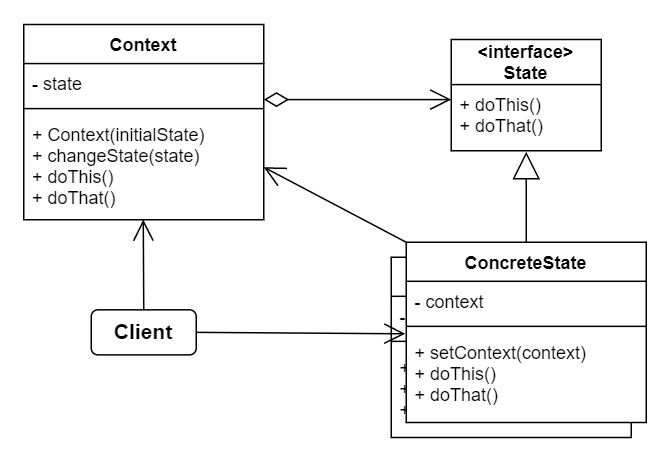 Context
- state
+ Context(initialState)
+ changeState(state)
+ doThis()
+ doThat()
<interface>
State
+ doThis()
+ doThat()
ConcreteState
- context
+ setContext(context)
+ doThis()
+ doThat()
-
+
+
+
Client